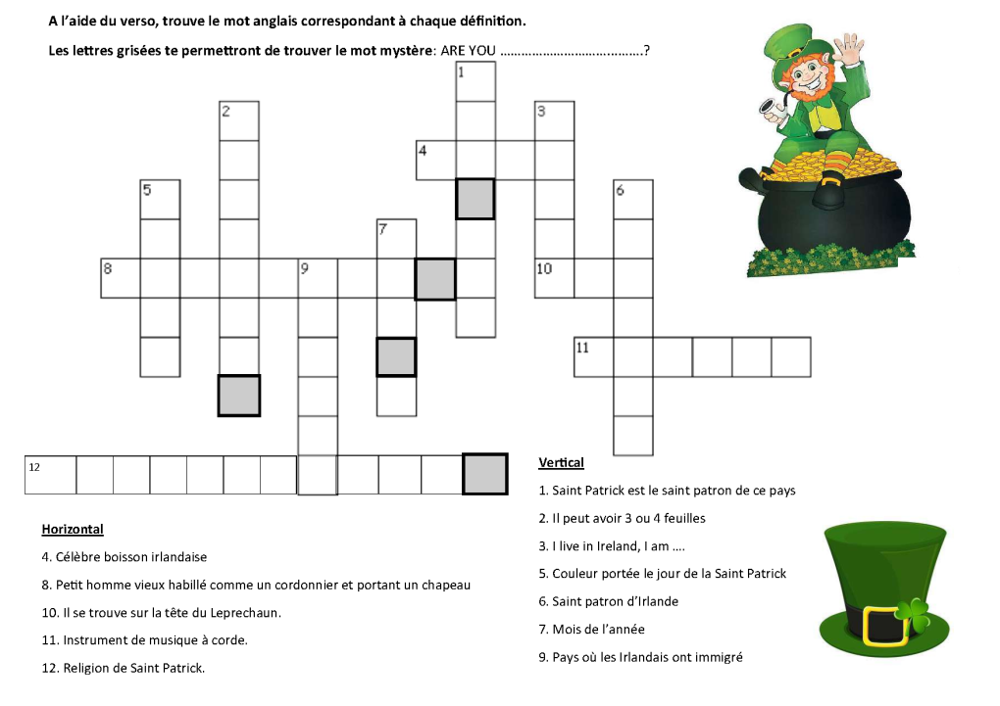 A l’aide du verso, trouve le mot anglais correspondant à chaque définition.
Les lettres grisées te permettront de trouver le mot mystère: ARE YOU ……………………………………?
1
2
3
4
5
6
7
8
9
10
11
12
Horizontal
4. Célèbre boisson irlandaise
8. Petit homme vieux habillé comme un cordonnier et portant un chapeau
10. Il se trouve sur la tête du Leprechaun.
11. Instrument de musique à corde.
12. Religion de Saint Patrick.
Vertical
1. Saint Patrick est le saint patron de ce pays
2. Il peut avoir 3 ou 4 feuilles
3. I live in Ireland, I am ….
5. Couleur portée le jour de la Saint Patrick
6. Saint patron d’Irlande
7. Mois de l’année
9. Pays où les Irlandais ont immigré